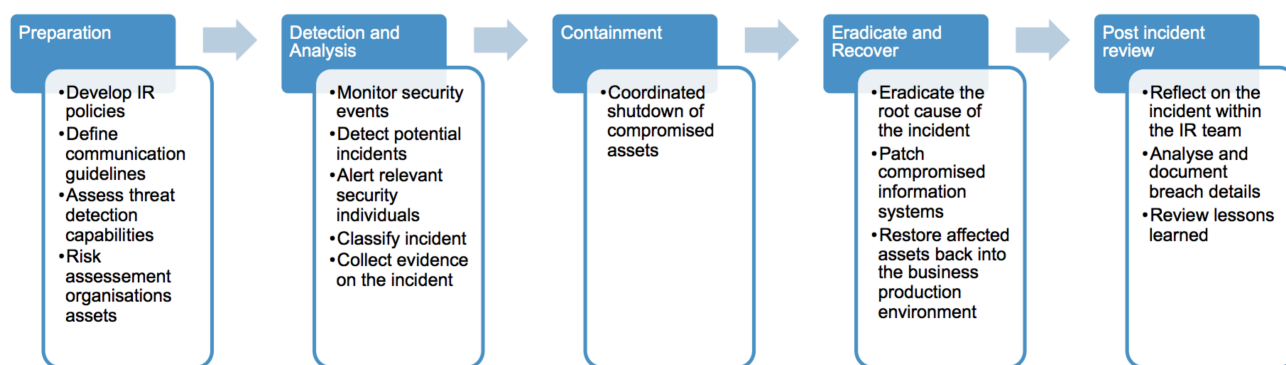 Preparation
•Develop IR
policies
•Define
communication
guidelines
•Assess threat
detection
capabilities
•Risk
assessement
organisations
assets
Detection and
Analysis
•Monitor security
events
•Detect potential
incidents
•Alert relevant
security
individuals
•Classify incident
•Collect evidence
on the incident
Containment
•Coordinated
shutdown of
compromised
assets
Eradicate and
Recover
•Eradicate the
root cause of
the incident
•Patch
compromised
information
systems
•Restore affected
assets back into
the business
production
environment
Post incident
review
•Reflect on the
incident within
the IR team
•Analyse and
document
breach details
•Review lessons
learned